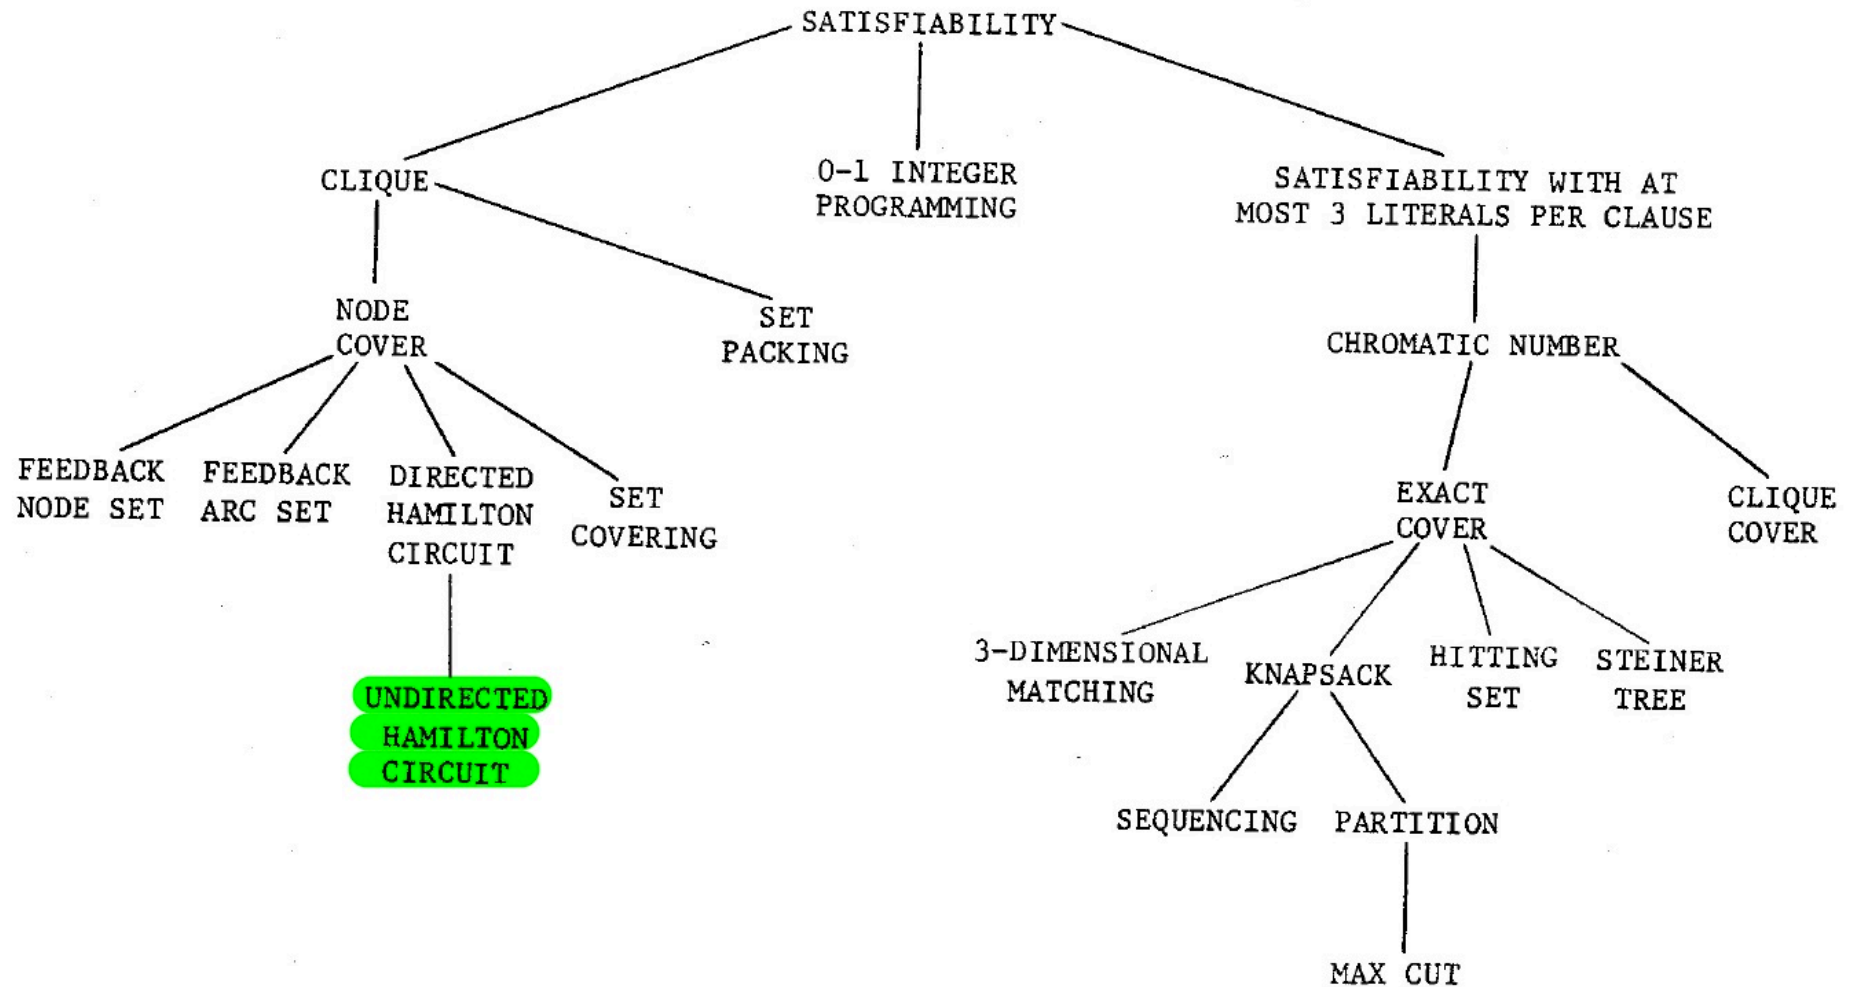 SATISFIABILITY
CLIQUE
0-1 INTEGER
PROGRAMMING
SATISFIABILITY WITH AT
MOST 3 LITERALS PER CLAUSE
NODE
COVER
SET
PACKING
CHROMATIC NUMBER
FEEDBACK
NODE SET
FEEDBACK
ARC SET
DIRECTED
HAMILTON
CIRCUIT
SET
COVERING
EXACT
COVER
CLIQUE
COVER
UNDIRECTED
HAMILTON
CIRCUIT
3-DIMENSIONAL
MATCHING
KNAPSACK
HITTING
SET
STEINER
TREE
SEQUENCING
PARTITION
MAX CUT